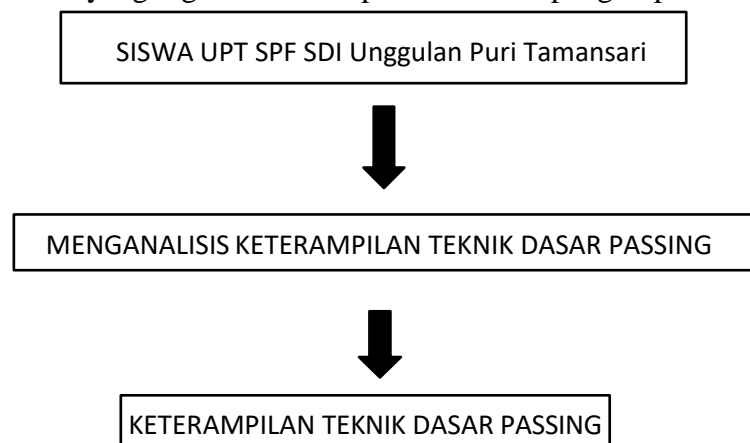 SISWA UPT SPF SDI Unggulan Puri Tamansari
MENGANALISIS KETERAMPILAN TEKNIK DASAR PASSING
KETERAMPILAN TEKNIK DASAR PASSING